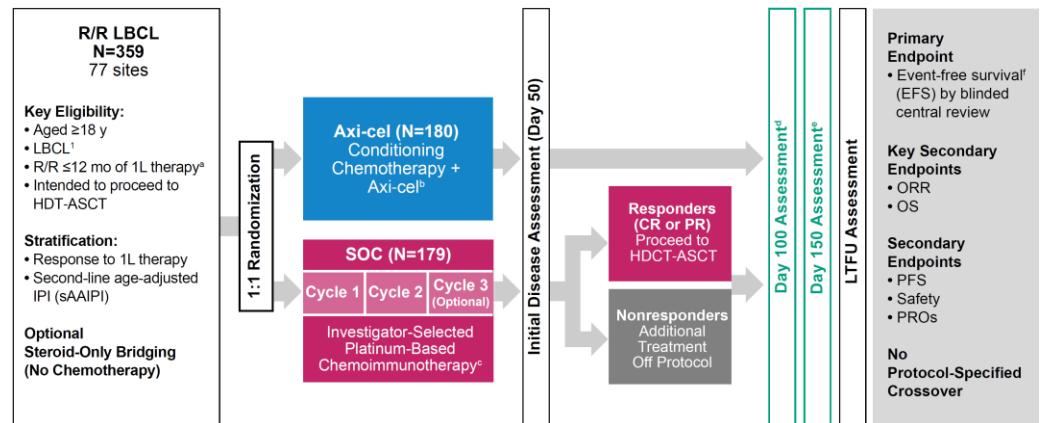 R/R LBCL
N=359
77 sites
Key Eligibility:
• Aged ≥18 y
• LBCL¹
• R/R ≤12 mo of 1L therapyᵃ
• Intended to proceed to
HDT-ASCT
Stratification:
• Response to 1L therapy
• Second-line age-adjusted
IPI (sAAIPI)
Optional
Steroid-Only Bridging
(No Chemotherapy)
1:1 Randomization
Axi-cel (N=180)
Conditioning
Chemotherapy +
Axi-celᵇ
SOC (N=179)
Cycle 1
Cycle 2
Cycle 3
(Optional)
Investigator-Selected
Platinum-Based
Chemoimmunotherapyᶜ
Initial Disease Assessment (Day 50)
Responders
(CR or PR)
Proceed to
HDCT-ASCT
Nonresponders
Additional
Treatment
Off Protocol
Day 100 Assessmentᵈ
Day 150 Assessmentᵉ
LTFU Assessment
Primary
Endpoint
• Event-free survivalᶠ
(EFS) by blinded
central review
Key Secondary
Endpoints
• ORR
• OS
Secondary
Endpoints
• PFS
• Safety
• PROs
No
Protocol-Specified
Crossover